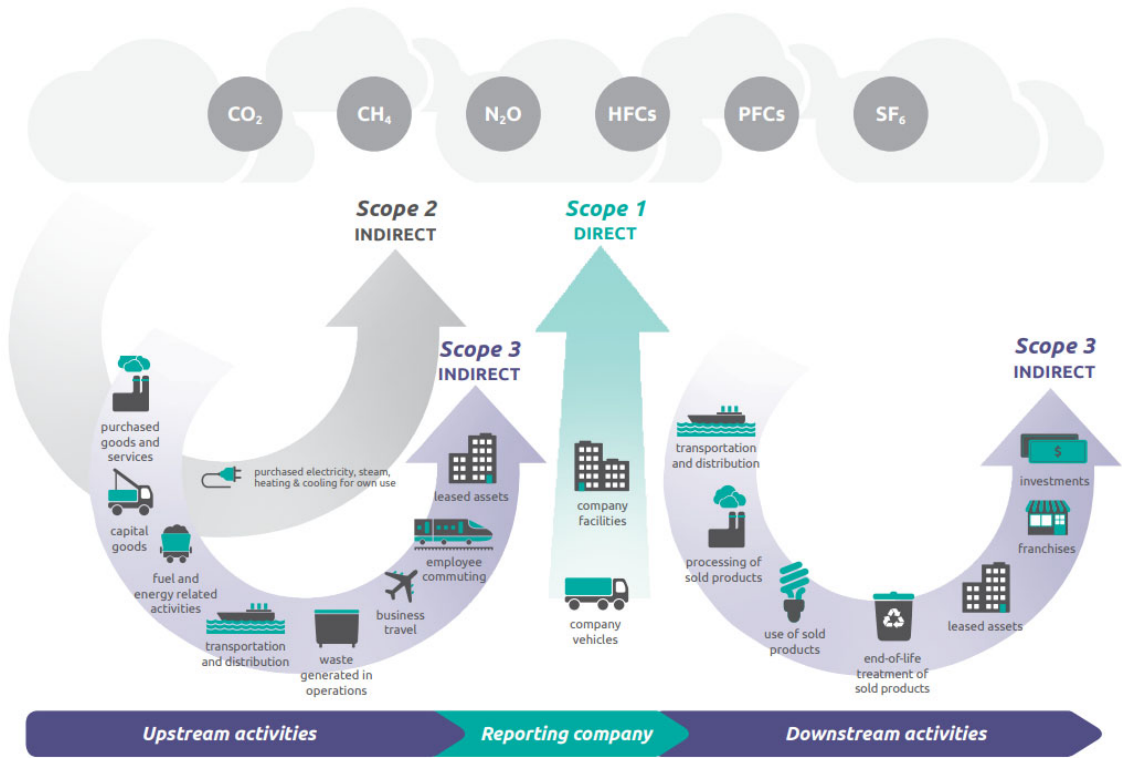 CO₂
CH₄
N₂O
HFCs
PFCs
SF₆
Scope 2
INDIRECT
Scope 1
DIRECT
Scope 3
INDIRECT
Scope 3
INDIRECT
purchased
goods and
services
capital
goods
fuel and
energy related
activities
transportation
and distribution
waste
generated in
operations
business
travel
employee
commuting
leased assets
purchased electricity, steam,
heating & cooling for own use
company
facilities
company
vehicles
transportation
and distribution
processing of
sold products
use of sold
products
end-of-life
treatment of
sold products
leased assets
franchises
$
investments
Upstream activities
Reporting company
Downstream activities